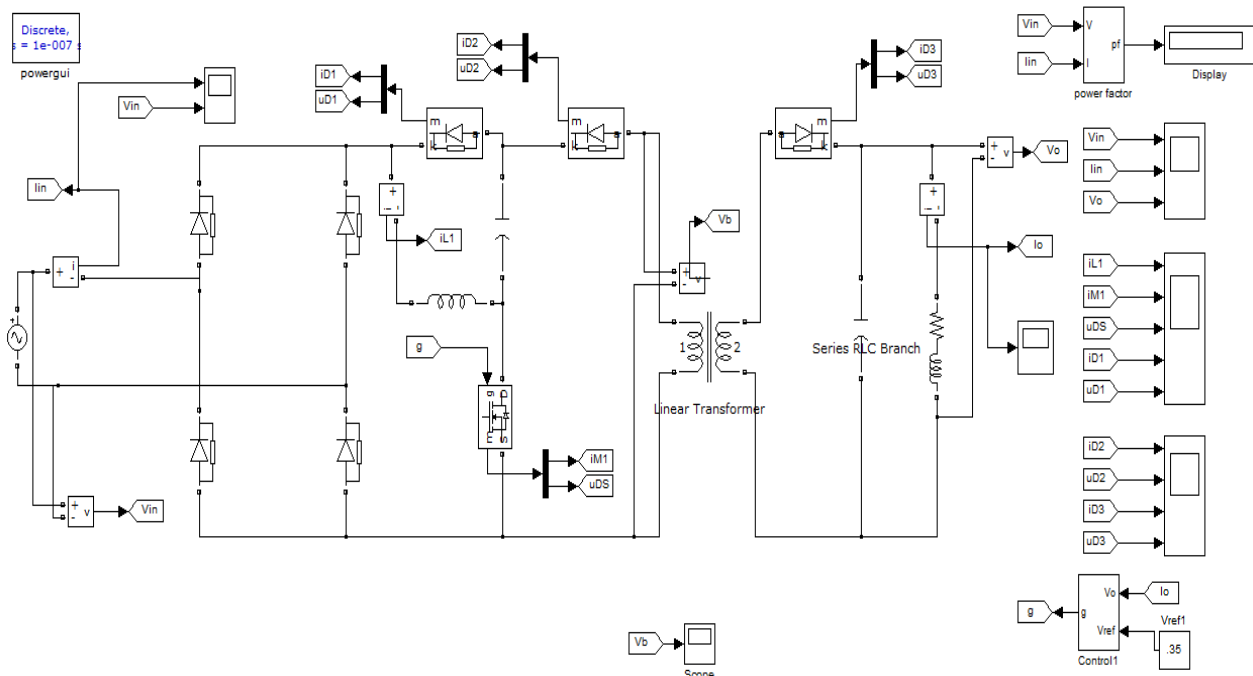 Discrete,
s = 1e-007 s
powergui
Vin
Iin
iD1
uD1
iD2
uD2
iD3
uD3
Vin
Iin
V
I
pf
power factor
Display
m
a
k
m
a
k
m
a
k
+
-
v
Vo
Vin
Iin
Vo
+
i
-
+
i
-
iL1
Vb
+
-
v
+
i
-
Io
iL1
iM1
uDS
iD1
uD1
g
g
D
m
S
1
2
Linear Transformer
Series RLC Branch
iM1
uDS
+
-
v
Vin
iD2
uD2
iD3
uD3
g
g
Vo
Vref
Io
Vref1
.35
Control1
Vb
Scope